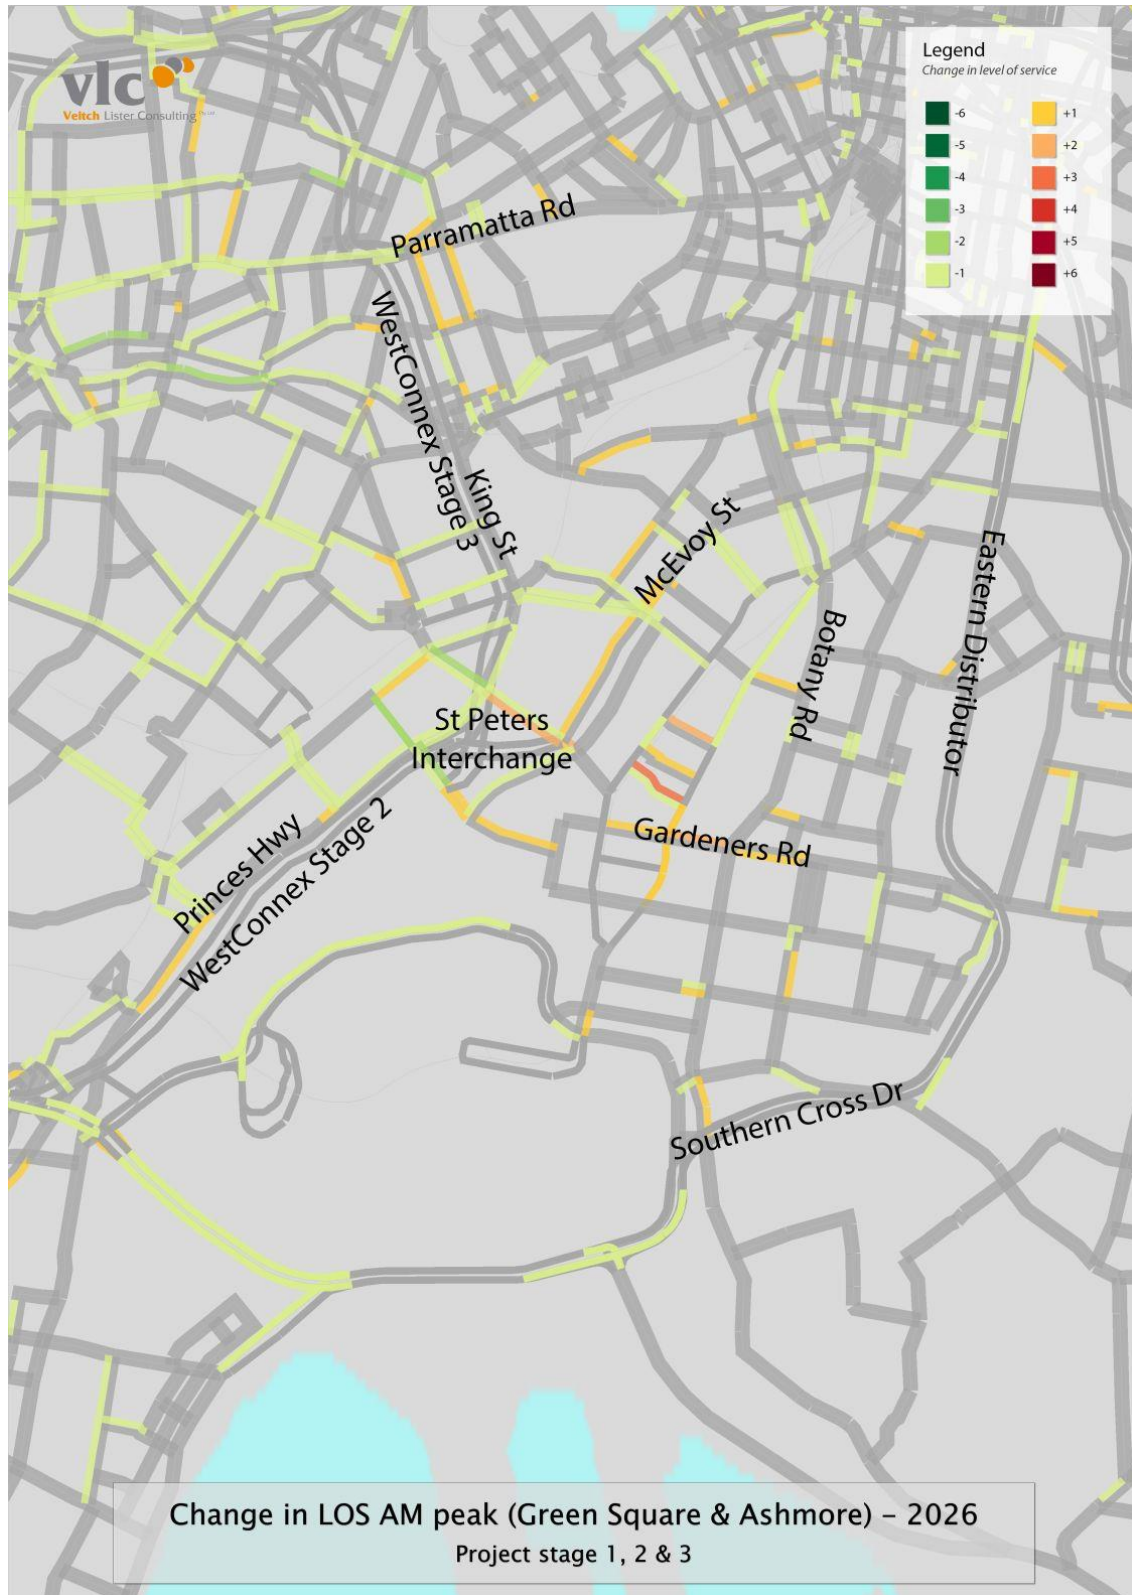 vlc
Veitch Lister Consulting Pty Ltd
Legend
Change in level of service
-6
+1
-5
+2
-4
+3
-3
+4
-2
+5
-1
+6
Parramatta Rd
WestConnex Stage 3
King St
McEvoy St
Eastern Distributor
Botany Rd
St Peters
Interchange
Gardeners Rd
Princes Hwy
WestConnex Stage 2
Southern Cross Dr
Change in LOS AM peak (Green Square & Ashmore) – 2026
Project stage 1, 2 & 3